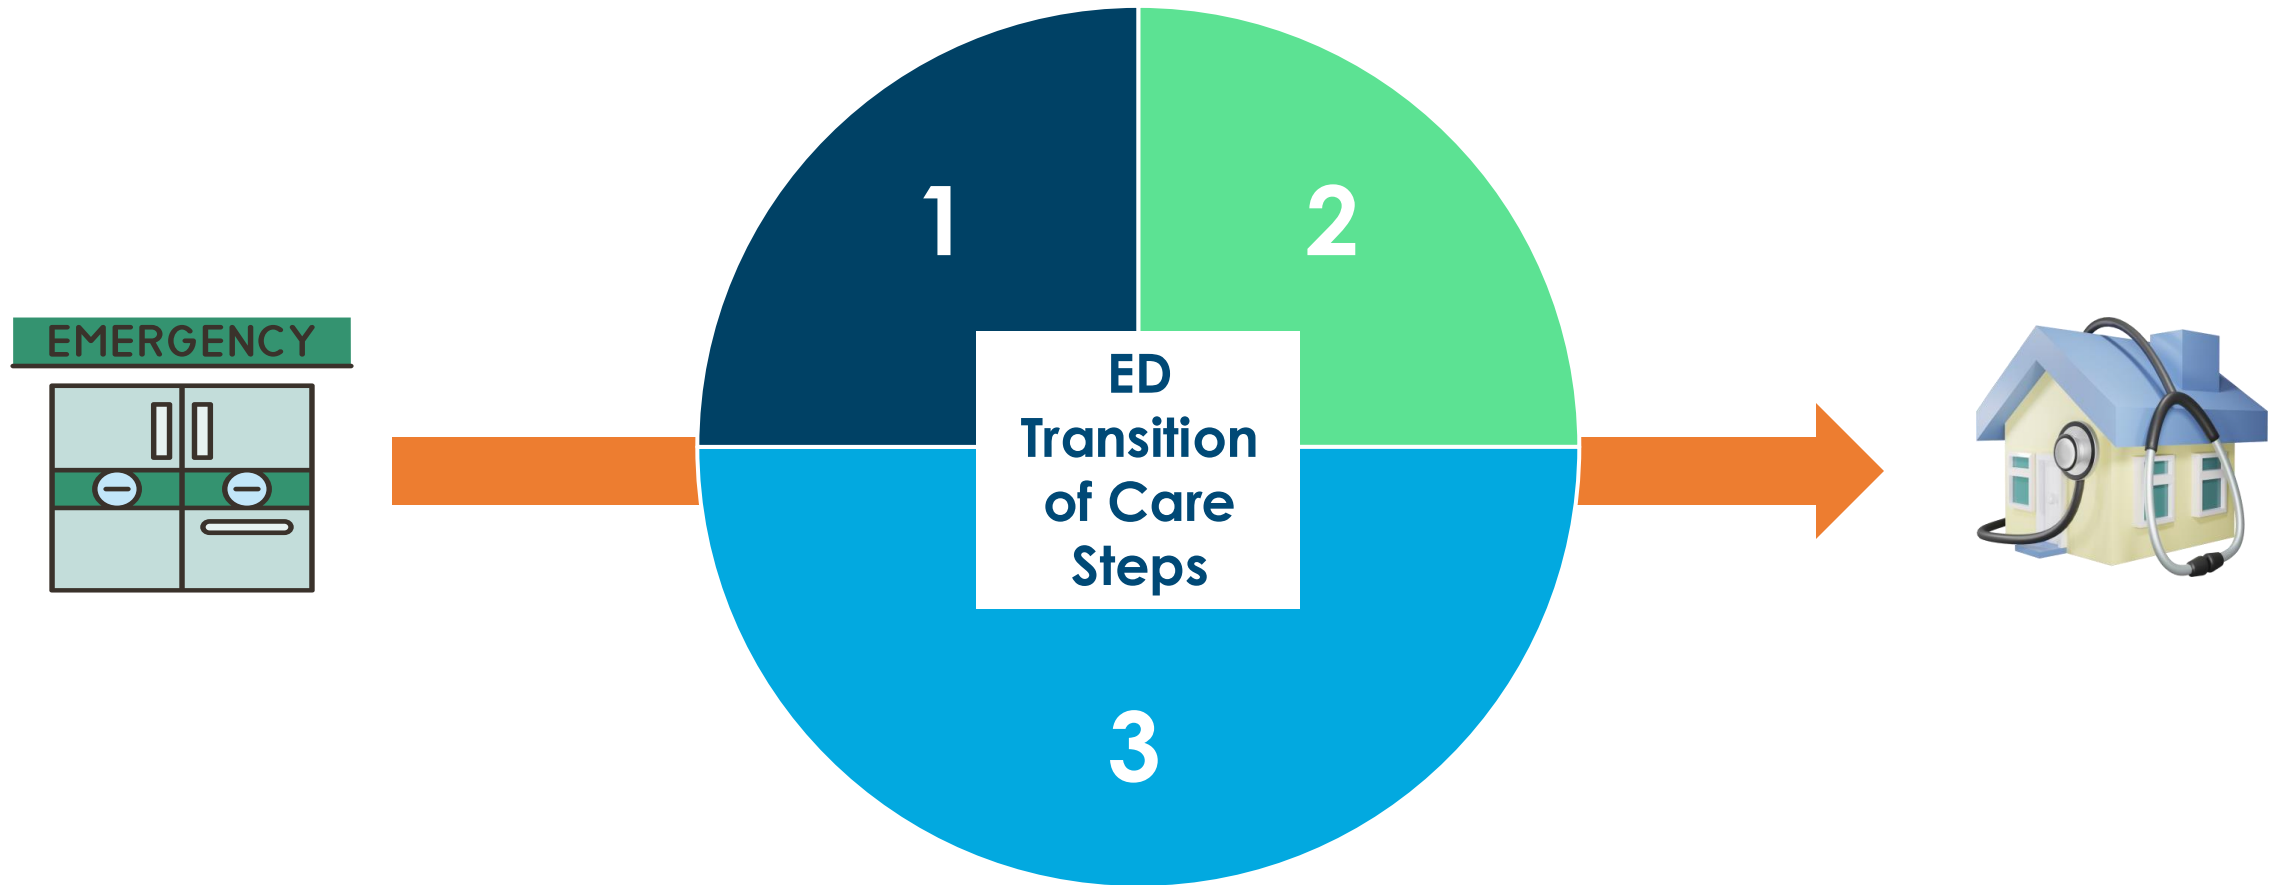 1
2
EMERGENCY
ED
Transition
of Care
Steps
3